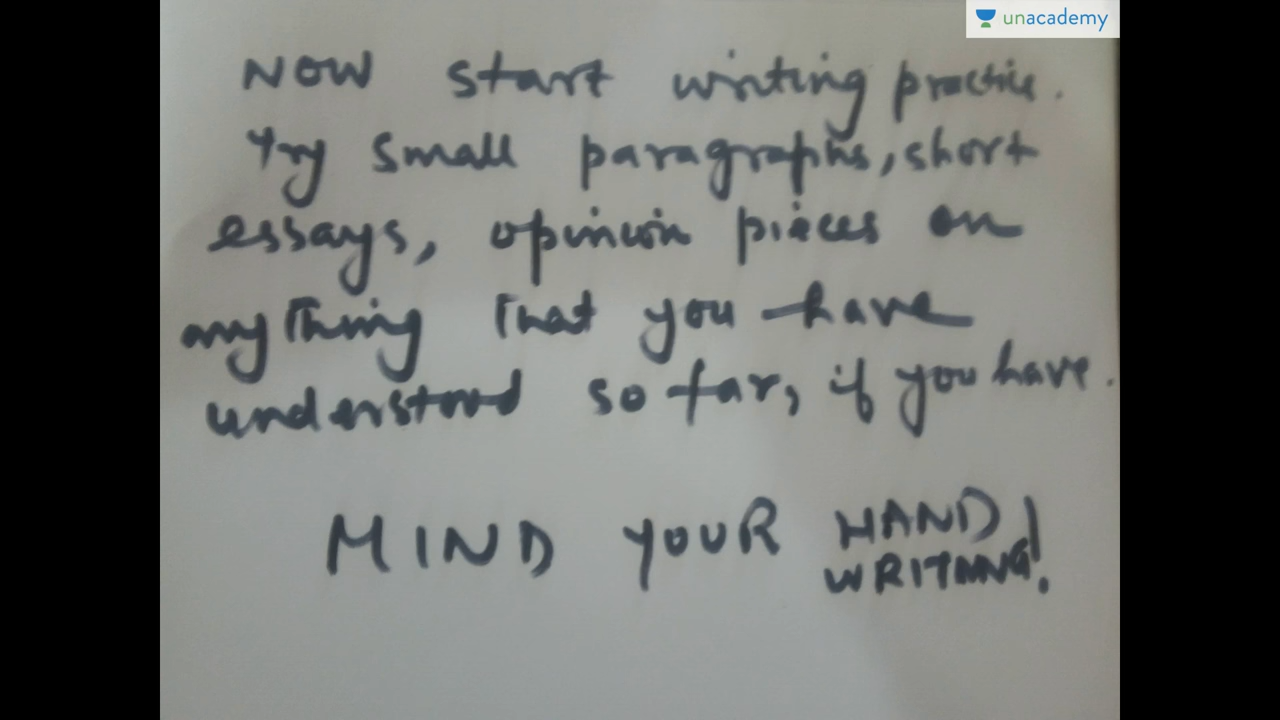 unacademy
NOW start writing practice.
Try small paragraphs, short
essays, opinion pieces on
anything that you have
understood so far, if you have.
MIND YOUR HAND
WRITING!